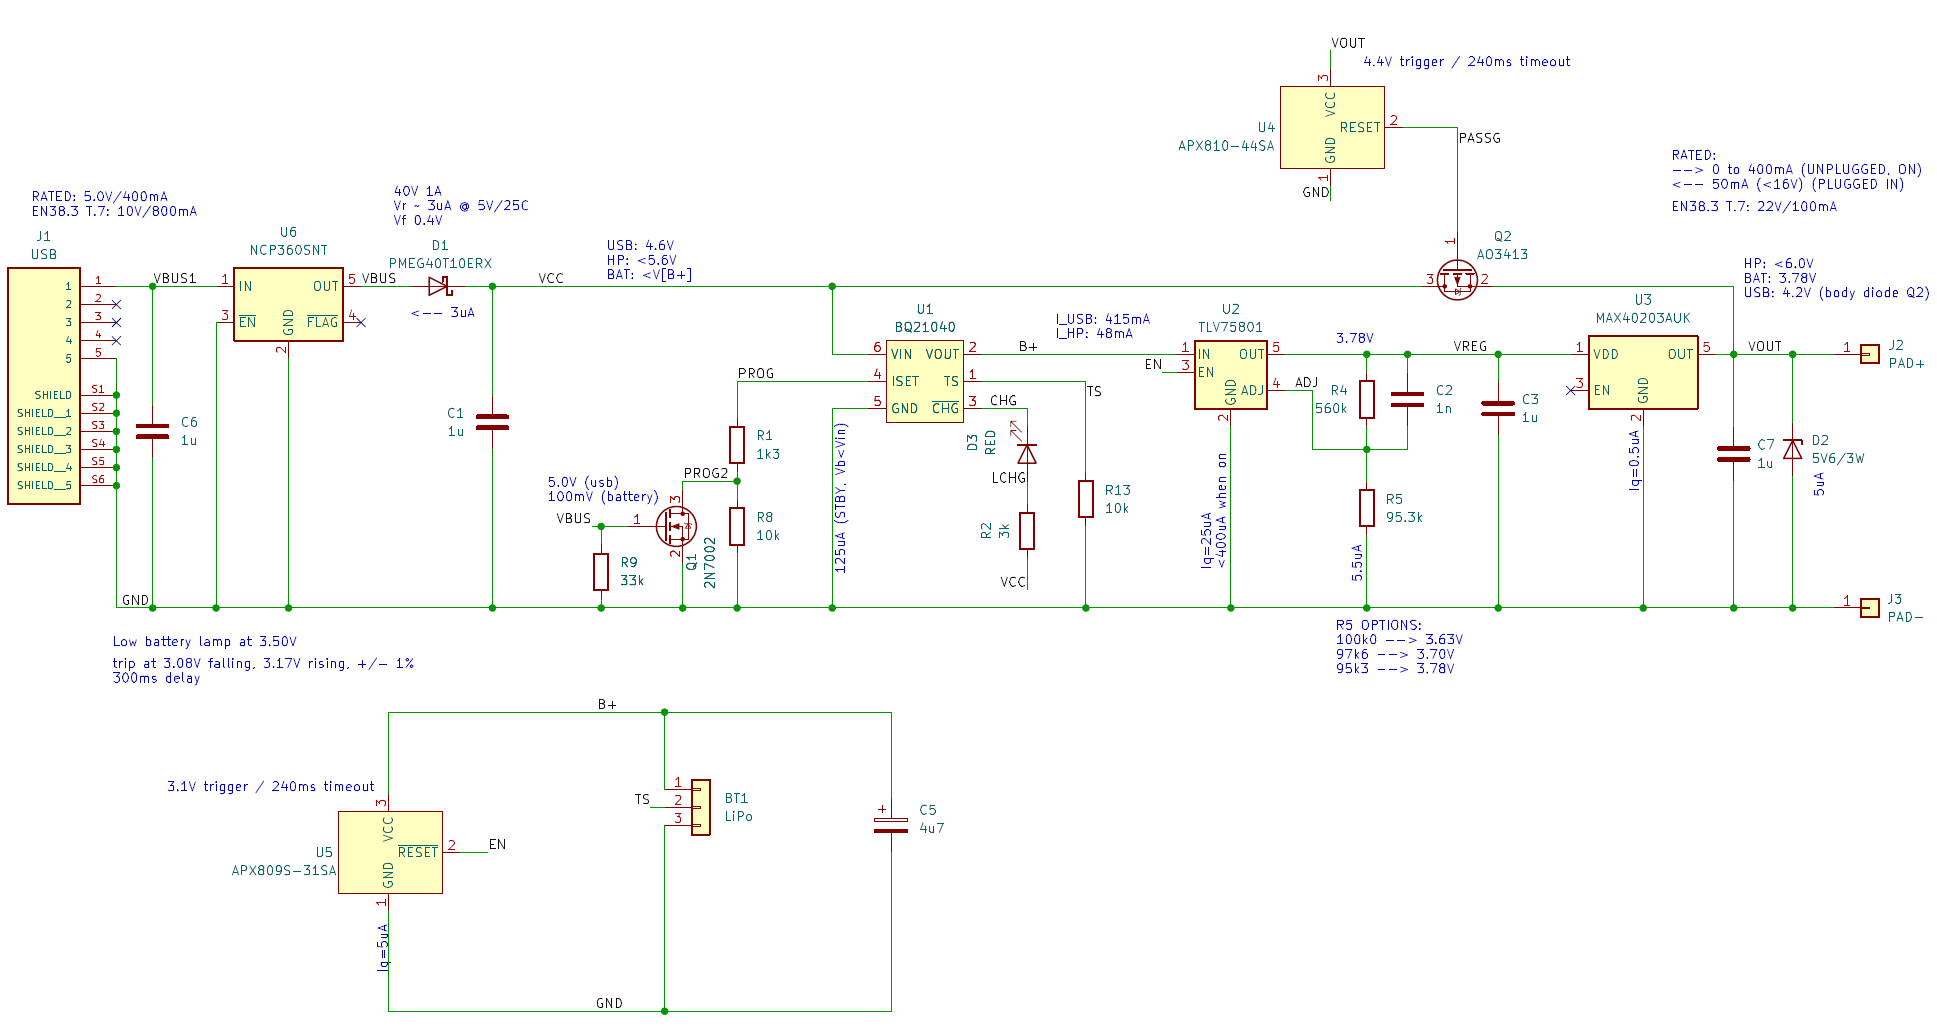 VOUT
4.4V trigger / 240ms timeout
3
VCC
U4
APX810-44SA
RESET
2
GND
1
GND
PASSG
RATED:
--> 0 to 400mA (UNPLUGGED, ON)
<-- 50mA (<16V) (PLUGGED IN)
EN38.3 T.7: 22V/100mA
RATED: 5.0V/400mA
EN38.3 T.7: 10V/800mA
J1
USB
1
1
2
2
3
3
4
4
5
5
SHIELD
S1
SHIELD__1
S2
SHIELD__2
S3
SHIELD__3
S4
SHIELD__4
S5
SHIELD__5
S6
VBUS1
C6
1u
GND
U6
NCP360SNT
1
IN
3
EN
GND
2
OUT
5
FLAG
4
VBUS
40V 1A
Vr ~ 3uA @ 5V/25C
Vf 0.4V
D1
PMEG40T10ERX
<-- 3uA
C1
1u
VCC
USB: 4.6V
HP: <5.6V
BAT: <V[B+]
U1
BQ21040
6
VIN
4
ISET
5
GND
VOUT
2
TS
1
CHG
3
PROG
R1
1k3
PROG2
R8
10k
5.0V (usb)
100mV (battery)
VBUS
1
3
2
Q1
2N7002
R9
33k
125uA (STBY, Vb<Vin)
B+
TS
CHG
D3
RED
LCHG
R2
3k
VCC
R13
10k
I_USB: 415mA
I_HP: 48mA
U2
TLV75801
EN
1
IN
3
EN
GND
2
OUT
5
ADJ
4
Iq=25uA
<400uA when on
3.78V
ADJ
R4
560k
C2
1n
R5
95.3k
5.5uA
VREG
C3
1u
1
Q2
AO3413
3
2
U3
MAX40203AUK
1
VDD
3
EN
GND
2
OUT
5
Iq=0.5uA
HP: <6.0V
BAT: 3.78V
USB: 4.2V (body diode Q2)
VOUT
C7
1u
D2
5V6/3W
5uA
1
J2
PAD+
1
J3
PAD-
R5 OPTIONS:
100k0 --> 3.63V
97k6 --> 3.70V
95k3 --> 3.78V
Low battery lamp at 3.50V
trip at 3.08V falling, 3.17V rising, +/- 1%
300ms delay
B+
3.1V trigger / 240ms timeout
3
VCC
U5
APX809S-31SA
RESET
2
EN
GND
1
Iq=5uA
TS
1
2
3
BT1
LiPo
+
C5
4u7
GND